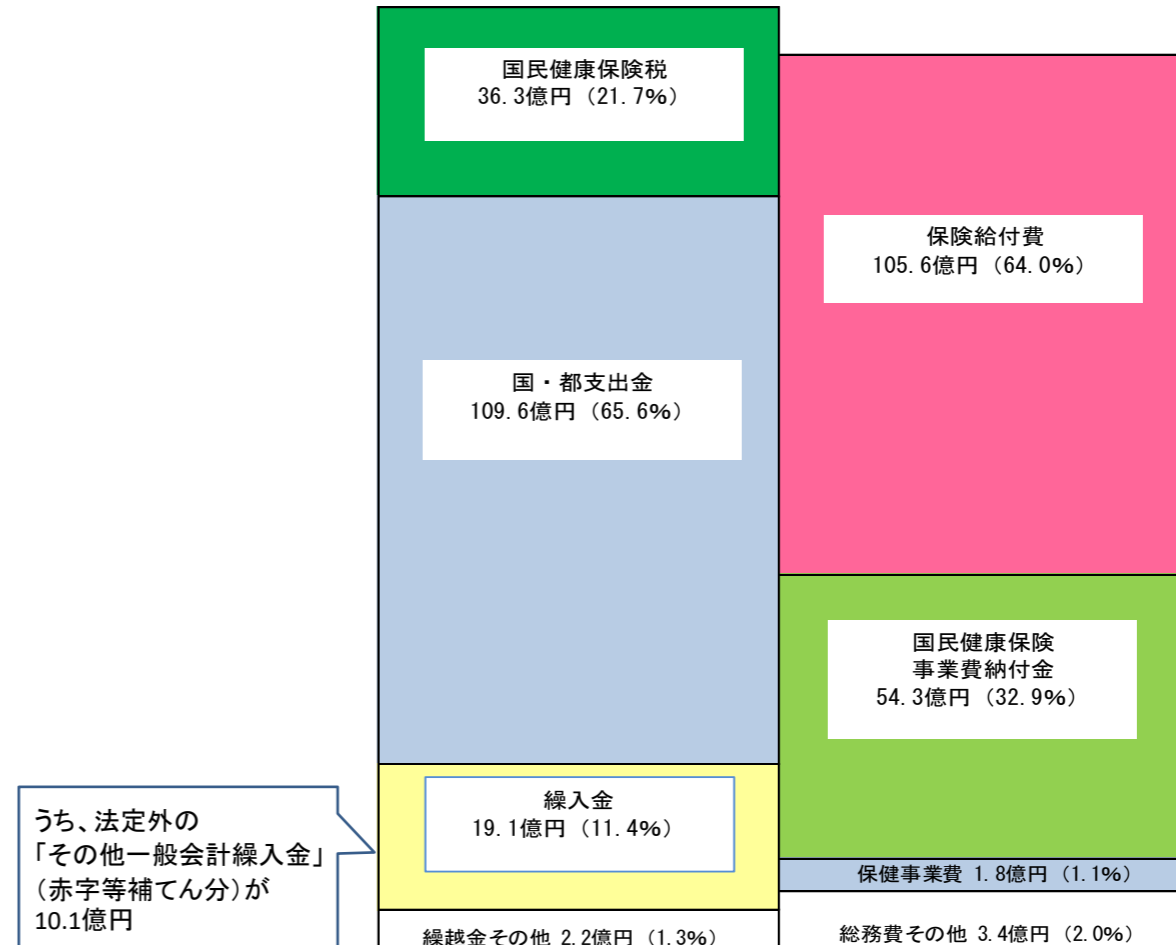 国民健康保険税
36.3億円（21.7%）
国・都支出金
109.6億円（65.6%）
繰入金
19.1億円（11.4%）
繰越金その他 2.2億円（1.3%）
うち、法定外の
「その他一般会計繰入金」
（赤字等補てん分）が
10.1億円
保険給付費
105.6億円（64.0%）
国民健康保険
事業費納付金
54.3億円（32.9%）
保健事業費 1.8億円（1.1%）
総務費その他 3.4億円（2.0%）